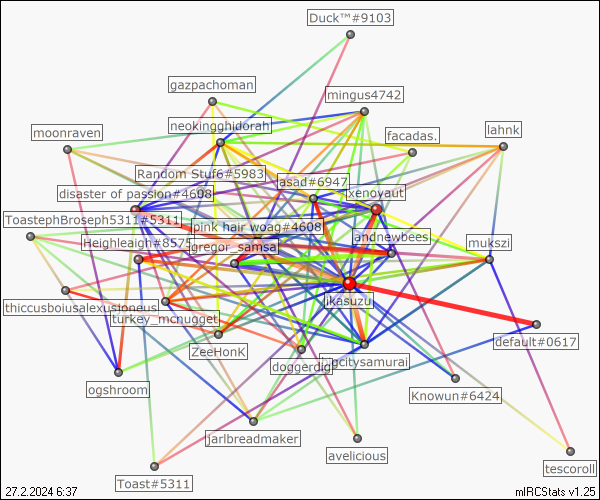 Duck™#9103
gazpachoman
mingus4742
neokingghidorah
moonraven
facadas.
lahnk
Random Stuf6#5983
asad#6947
disaster of passion#4608
xenoyaut
ToastephBroseph5311#5311
pink hair woag#4608
andnewbees
Heighleaigh#8575
gregor_samsa
mukszi
ikasuzu
thiccusboiusalexusioneus
turkey_mcnugget
default#0617
ZeeHonK
doggerdig
citysamurai
ogshroom
Knowun#6424
jarlbreadmaker
avelicious
tescoroll
Toast#5311
27.2.2024 6:37
mIRCStats v1.25